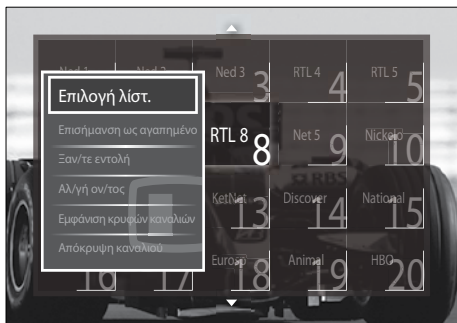 Ned 3
3
RTL 4
4
RTL 5
5
Επιλογή λίστ.
Επισήμανση ως αγαπημένο
Ξαν/τε εντολή
Αλ/γή ον/τος
Εμφάνιση κρυφών καναλιών
Απόκρυψη καναλιού
RTL 8
8
Net 5
9
10
RBS
KetNet
13
Discover
14
National
15
16
17
18
Animal
19
HBO
20